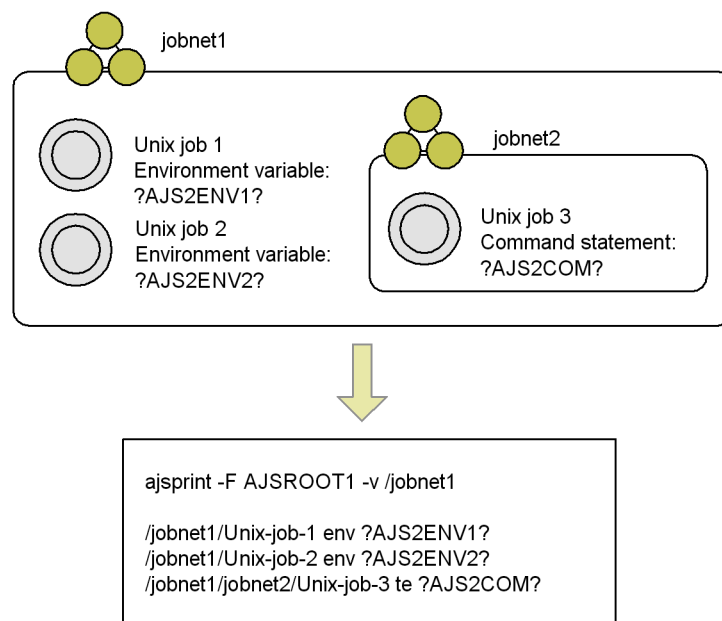 jobnet1
Unix job 1
Environment variable:
?AJS2ENV1?
Unix job 2
Environment variable:
?AJS2ENV2?
jobnet2
Unix job 3
Command statement:
?AJS2COM?
ajsprint -F AJSROOT1 -v /jobnet1
/jobnet1/Unix-job-1 env ?AJS2ENV1?
/jobnet1/Unix-job-2 env ?AJS2ENV2?
/jobnet1/jobnet2/Unix-job-3 te ?AJS2COM?